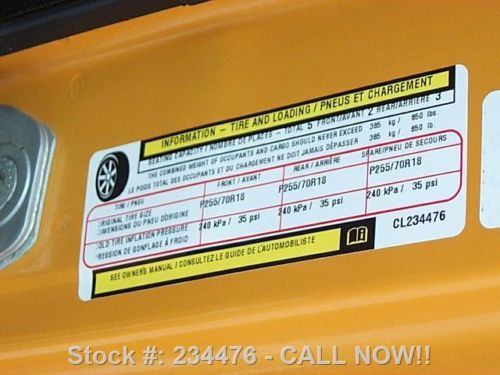 INFORMATION - TIRE AND LOADING / PNEUS ET CHARGEMENT
SEATING CAPACITY / NOMBRE DE PLACES - TOTAL 5 FRONT/AVANT 2 REAR/ARRIÈRE 3
THE COMBINED WEIGHT OF OCCUPANTS AND CARGO SHOULD NEVER EXCEED 385 kg / 850 lbs.
LE POIDS TOTAL DES OCCUPANTS ET DU CHARGEMENT NE DOIT JAMAIS DÉPASSER 385 kg / 850 lb.
TIRE / PNEU FRONT / AVANT REAR / ARRIÈRE SPARE/PNEU DE SECOURS
ORIGINAL TIRE SIZE P255/70R18 P255/70R18 P255/70R18
DIMENSIONS DU PNEU D'ORIGINE
COLD TIRE INFLATION PRESSURE 240 kPa / 35 psi 240 kPa / 35 psi 240 kPa / 35 psi
PRESSION DE GONFLAGE À FROID
SEE OWNER'S MANUAL / CONSULTEZ LE GUIDE DE L'AUTOMOBILISTE
CL234476
Stock #: 234476 - CALL NOW!!